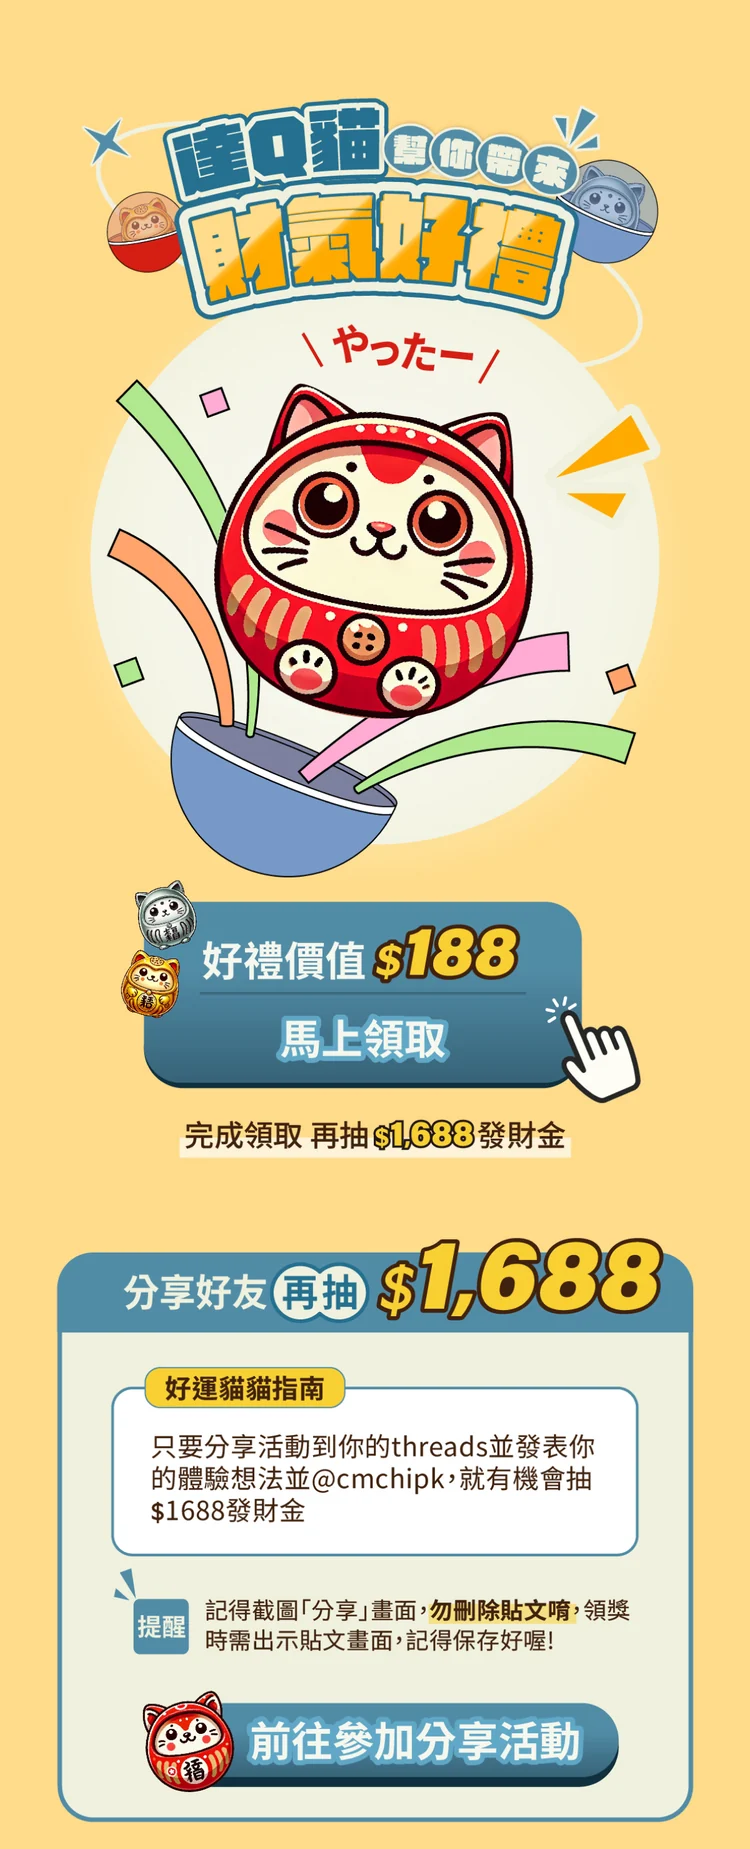 達Q貓幫你帶來
財氣好禮
\ やったー /
好禮價值 $188
馬上領取
完成領取 再抽 $1,688 發財金
分享好友 再抽 $1,688
好運貓貓指南
只要分享活動到你的threads並發表你
的體驗想法並@cmchipk,就有機會抽
$1688發財金
提醒
記得截圖「分享」畫面,勿刪除貼文唷,領獎
時需出示貼文畫面,記得保存好喔!
前往參加分享活動